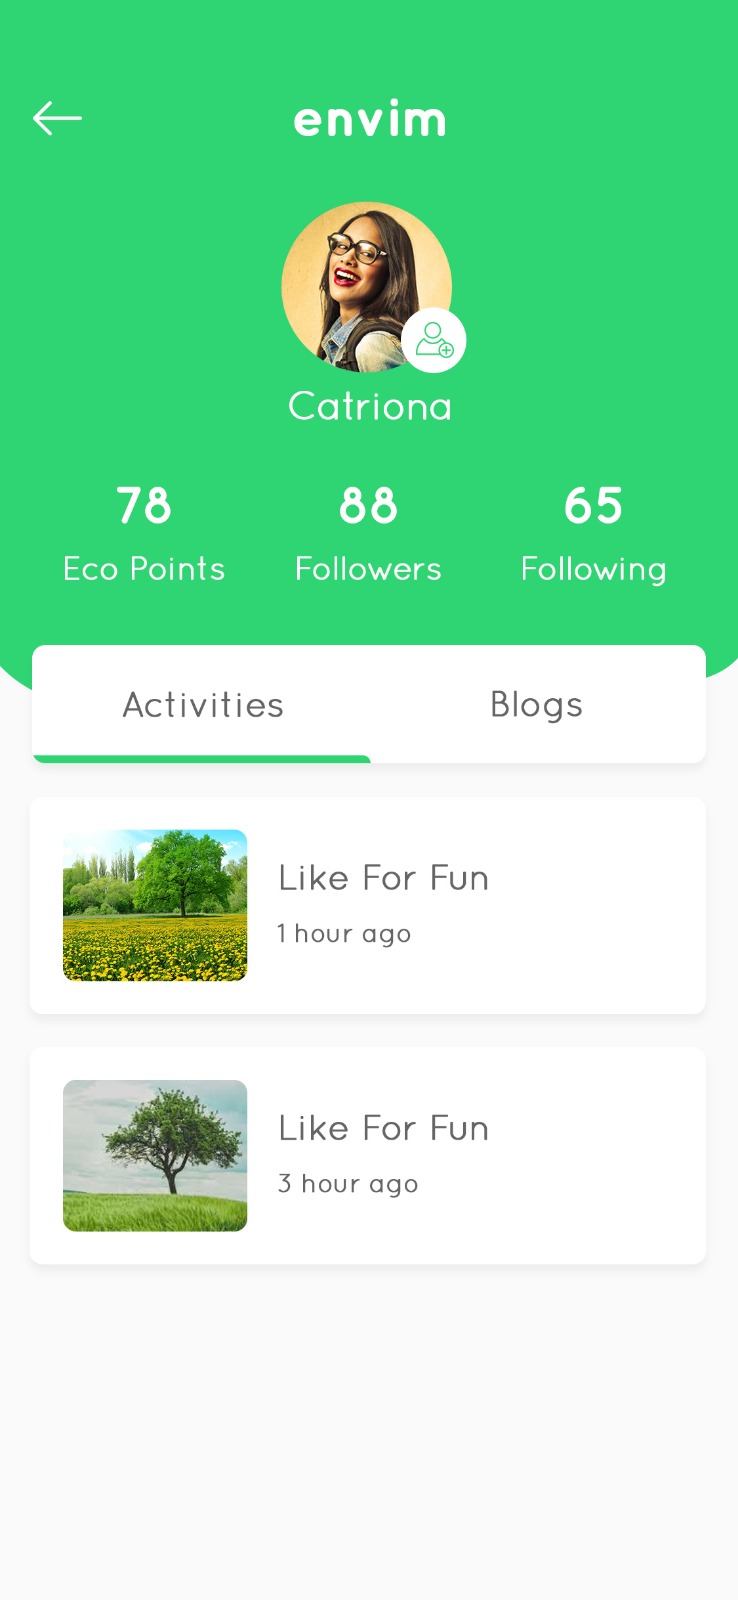 envim
Catriona
78 88 65
Eco Points Followers Following
Activities Blogs
Like For Fun
1 hour ago
Like For Fun
3 hour ago